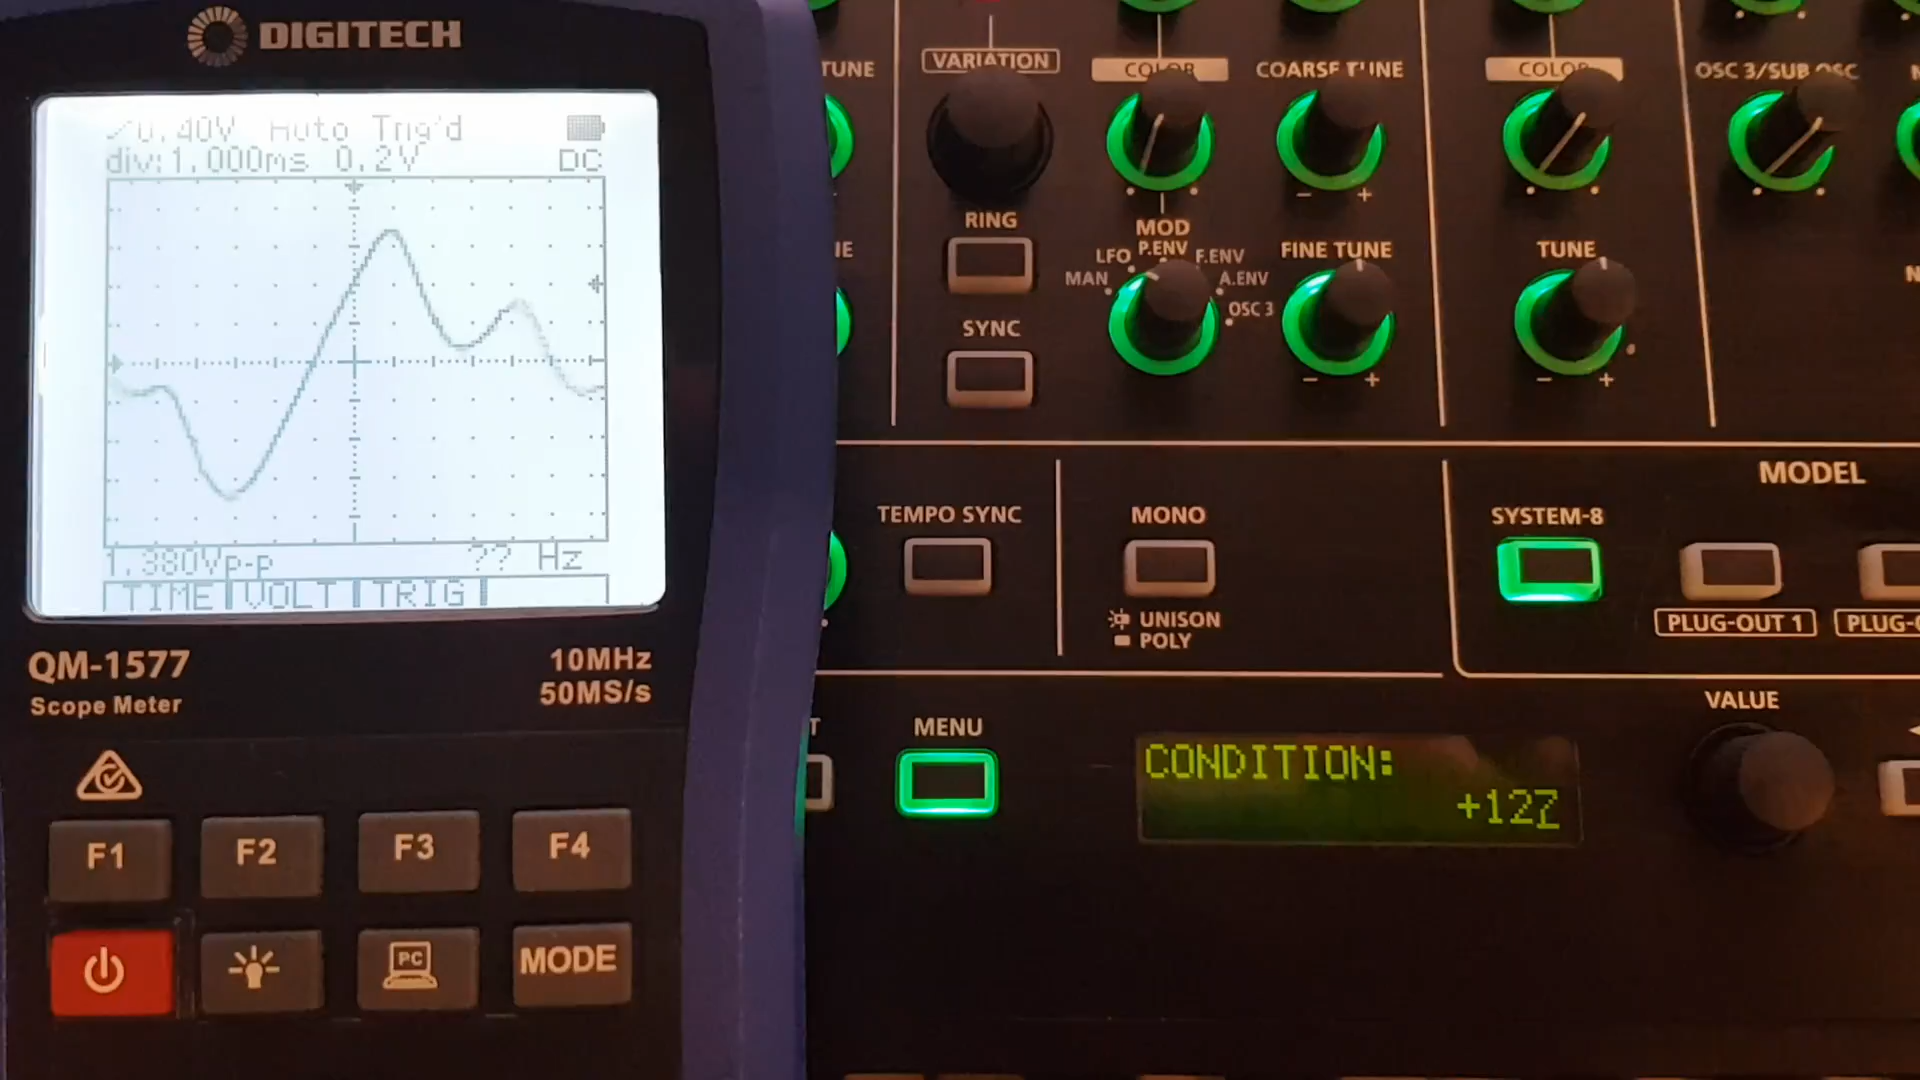 DIGITECH
0.40V Auto Trig'd
div:1.000ms 0.2V DC
1.380Vp-p ?? Hz
TIME VOLT TRIG
QM-1577
Scope Meter
10MHz
50MS/s
F1 F2 F3 F4
PC MODE
TUNE
VARIATION
COLOR
COARSE TUNE
COLOR
OSC 3/SUB OSC
RING
SYNC
MOD
MAN LFO P.ENV F.ENV A.ENV OSC 3
FINE TUNE
- +
TUNE
- +
TEMPO SYNC
MONO
UNISON
POLY
MODEL
SYSTEM-8
PLUG-OUT 1
MENU
CONDITION:
+127
VALUE